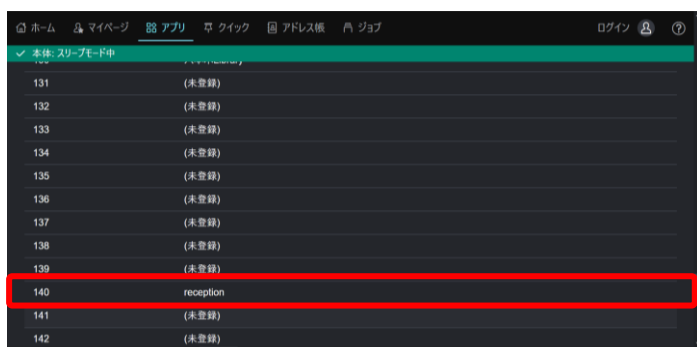 ホーム マイページ アプリ クイック アドレス帳 ジョブ ログイン
本体: スリープモード中
131 (未登録)
132 (未登録)
133 (未登録)
134 (未登録)
135 (未登録)
136 (未登録)
137 (未登録)
138 (未登録)
139 (未登録)
140 reception
141 (未登録)
142 (未登録)